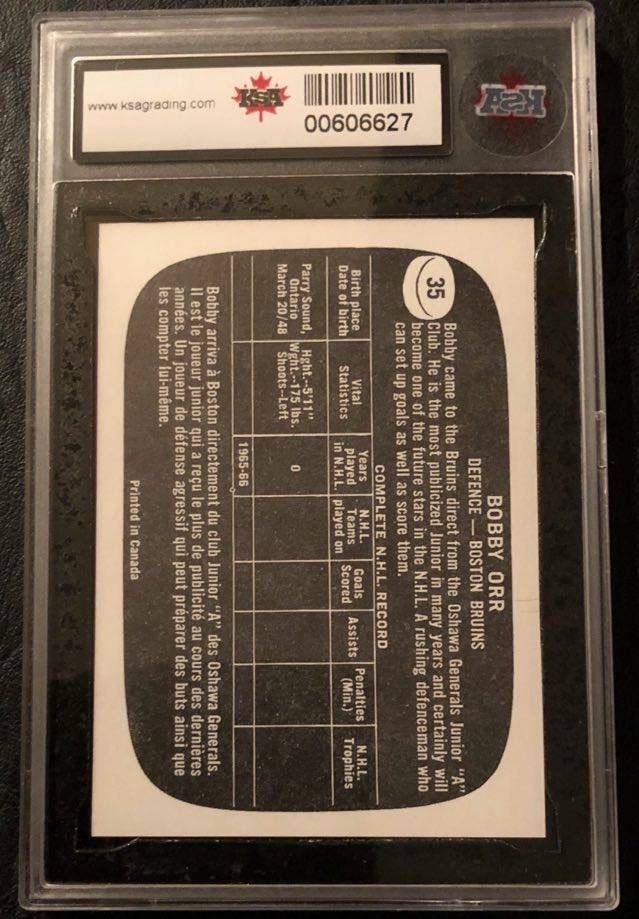 www.ksagrading.com
KSA
00606627
KSA
35
BOBBY ORR
DEFENCE — BOSTON BRUINS
Bobby came to the Bruins direct from the Oshawa Generals Junior "A"
Club. He is the most publicized Junior in many years and certainly will
become one of the future stars in the N.H.L. A rushing defenceman who
can set up goals as well as score them.
COMPLETE N.H.L. RECORD
Birth place
Date of birth
Vital
Statistics
Years
played
in N.H.L.
N.H.L.
Teams
played on
Goals
Scored
Assists
Penalties
(Min.)
N.H.L.
Trophies
Parry Sound,
Ontario
March 20/48
Hght.--5'11"
Wght.--175 lbs.
Shoots--Left
0
1965-66
Bobby arriva à Boston directement du club Junior "A" des Oshawa Generals.
Il est le joueur junior qui a reçu le plus de publicité au cours des dernières
années. Un joueur de défense agressif qui peut préparer des buts ainsi que
les compter lui-même.
Printed in Canada